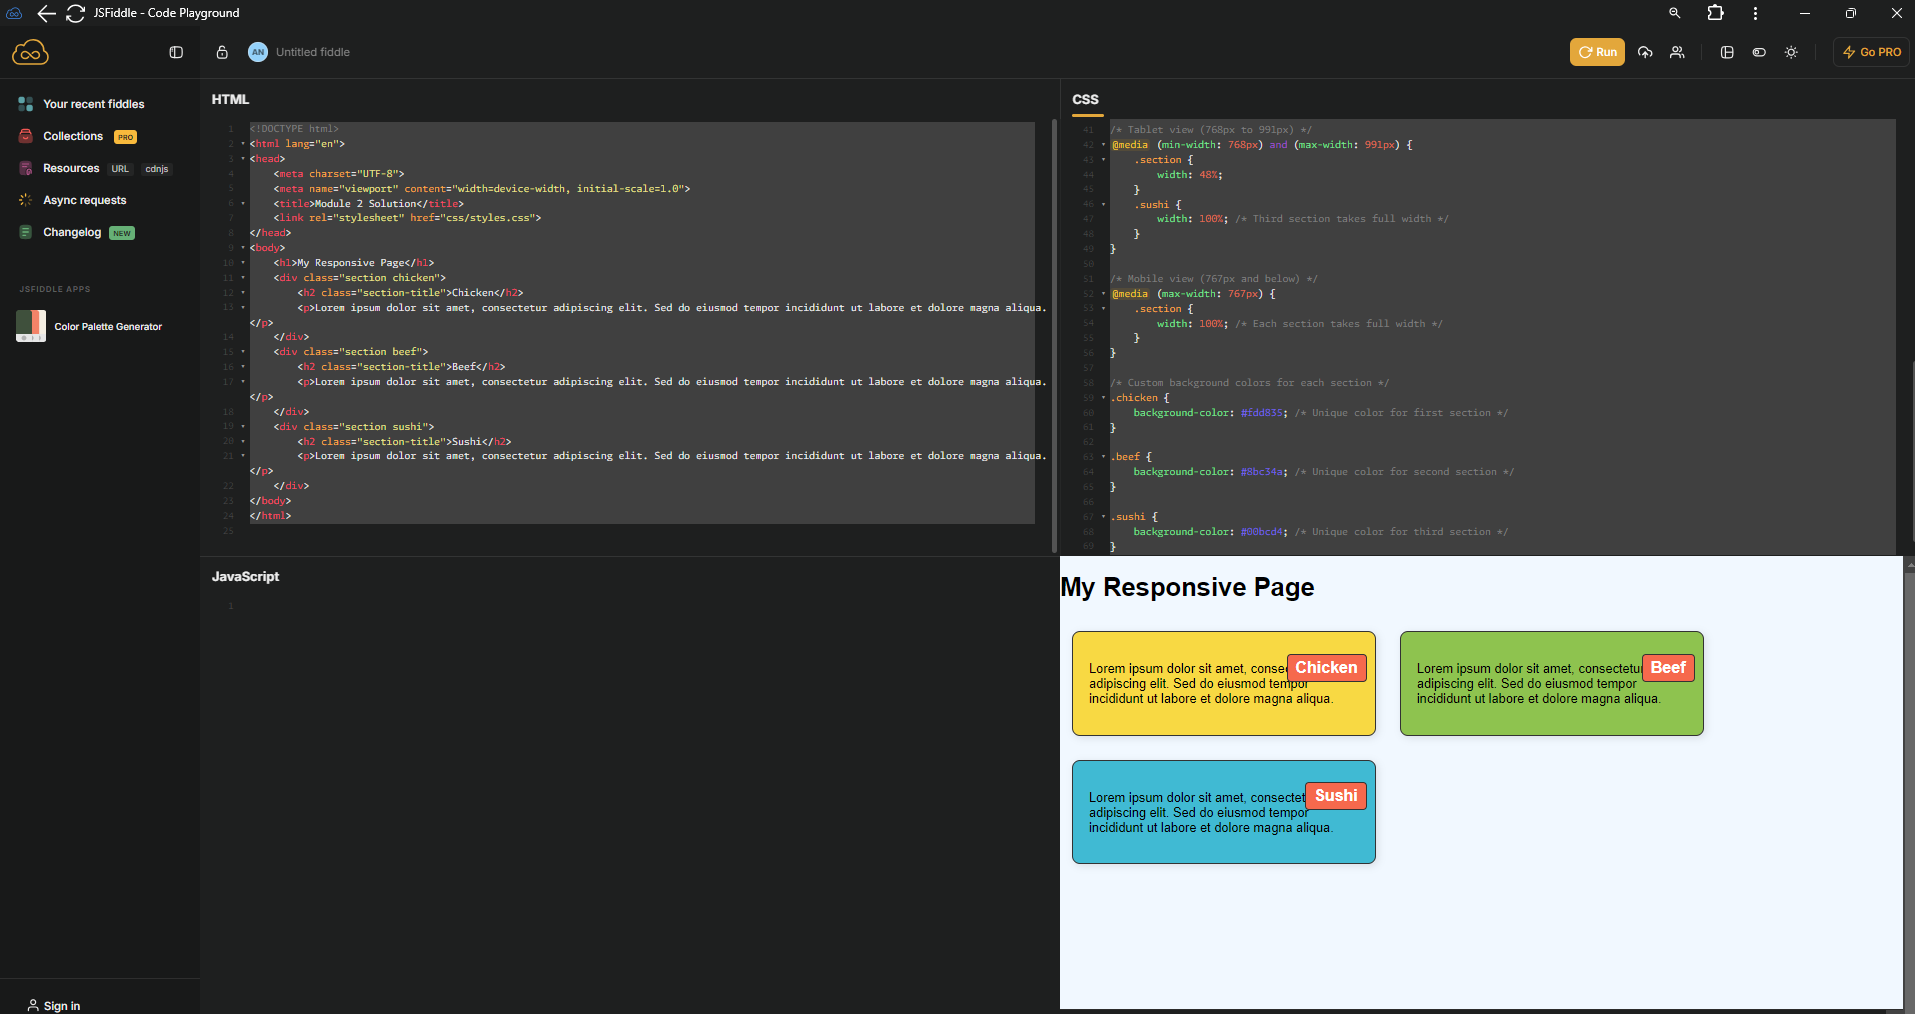 JSFiddle - Code Playground
AN Untitled fiddle
Run
Go PRO
Your recent fiddles
Collections PRO
Resources URL cdnjs
Async requests
Changelog NEW
JSFIDDLE APPS
Color Palette Generator
Sign in
HTML
1 <!DOCTYPE html>
2 <html lang="en">
3 <head>
4 <meta charset="UTF-8">
5 <meta name="viewport" content="width=device-width, initial-scale=1.0">
6 <title>Module 2 Solution</title>
7 <link rel="stylesheet" href="css/styles.css">
8 </head>
9 <body>
10 <h1>My Responsive Page</h1>
11 <div class="section chicken">
12 <h2 class="section-title">Chicken</h2>
13 <p>Lorem ipsum dolor sit amet, consectetur adipiscing elit. Sed do eiusmod tempor incididunt ut labore et dolore magna aliqua.
</p>
14 </div>
15 <div class="section beef">
16 <h2 class="section-title">Beef</h2>
17 <p>Lorem ipsum dolor sit amet, consectetur adipiscing elit. Sed do eiusmod tempor incididunt ut labore et dolore magna aliqua.
</p>
18 </div>
19 <div class="section sushi">
20 <h2 class="section-title">Sushi</h2>
21 <p>Lorem ipsum dolor sit amet, consectetur adipiscing elit. Sed do eiusmod tempor incididunt ut labore et dolore magna aliqua.
</p>
22 </div>
23 </body>
24 </html>
25
CSS
41 /* Tablet view (768px to 991px) */
42 @media (min-width: 768px) and (max-width: 991px) {
43 .section {
44 width: 48%;
45 }
46 .sushi {
47 width: 100%; /* Third section takes full width */
48 }
49 }
50
51 /* Mobile view (767px and below) */
52 @media (max-width: 767px) {
53 .section {
54 width: 100%; /* Each section takes full width */
55 }
56 }
57
58 /* Custom background colors for each section */
59 .chicken {
60 background-color: #fdd835; /* Unique color for first section */
61 }
62
63 .beef {
64 background-color: #8bc34a; /* Unique color for second section */
65 }
66
67 .sushi {
68 background-color: #00bcd4; /* Unique color for third section */
69 }
JavaScript
1
My Responsive Page
Chicken
Lorem ipsum dolor sit amet, consec
adipiscing elit. Sed do eiusmod tempor
incididunt ut labore et dolore magna aliqua.
Beef
Lorem ipsum dolor sit amet, consectetu
adipiscing elit. Sed do eiusmod tempor
incididunt ut labore et dolore magna aliqua.
Sushi
Lorem ipsum dolor sit amet, consectet
adipiscing elit. Sed do eiusmod tempor
incididunt ut labore et dolore magna aliqua.